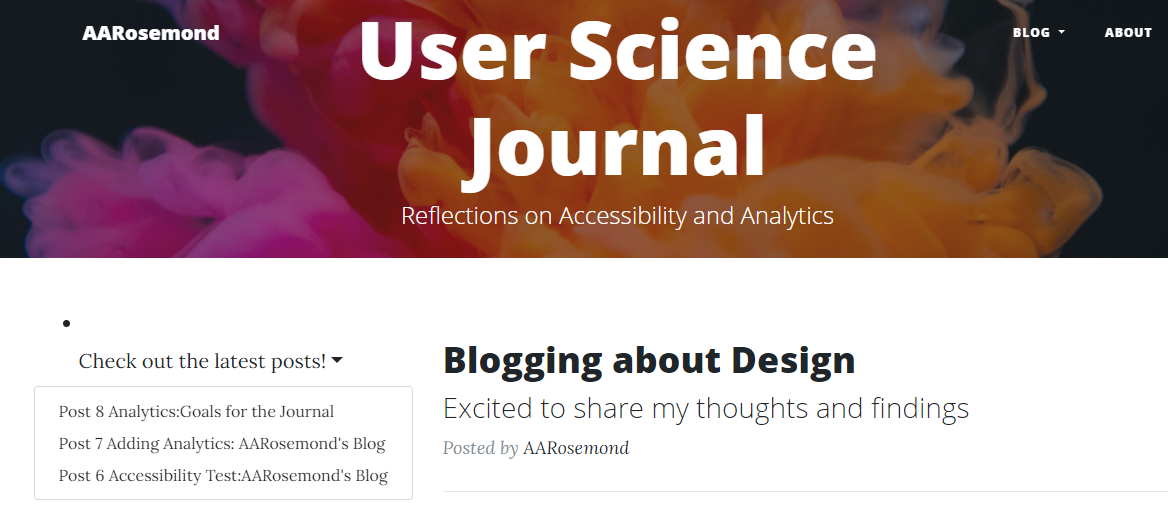 AARosemond
BLOG
ABOUT
User Science
Journal
Reflections on Accessibility and Analytics
Check out the latest posts!
Post 8 Analytics:Goals for the Journal
Post 7 Adding Analytics: AARosemond's Blog
Post 6 Accessibility Test:AARosemond's Blog
Blogging about Design
Excited to share my thoughts and findings
Posted by AARosemond